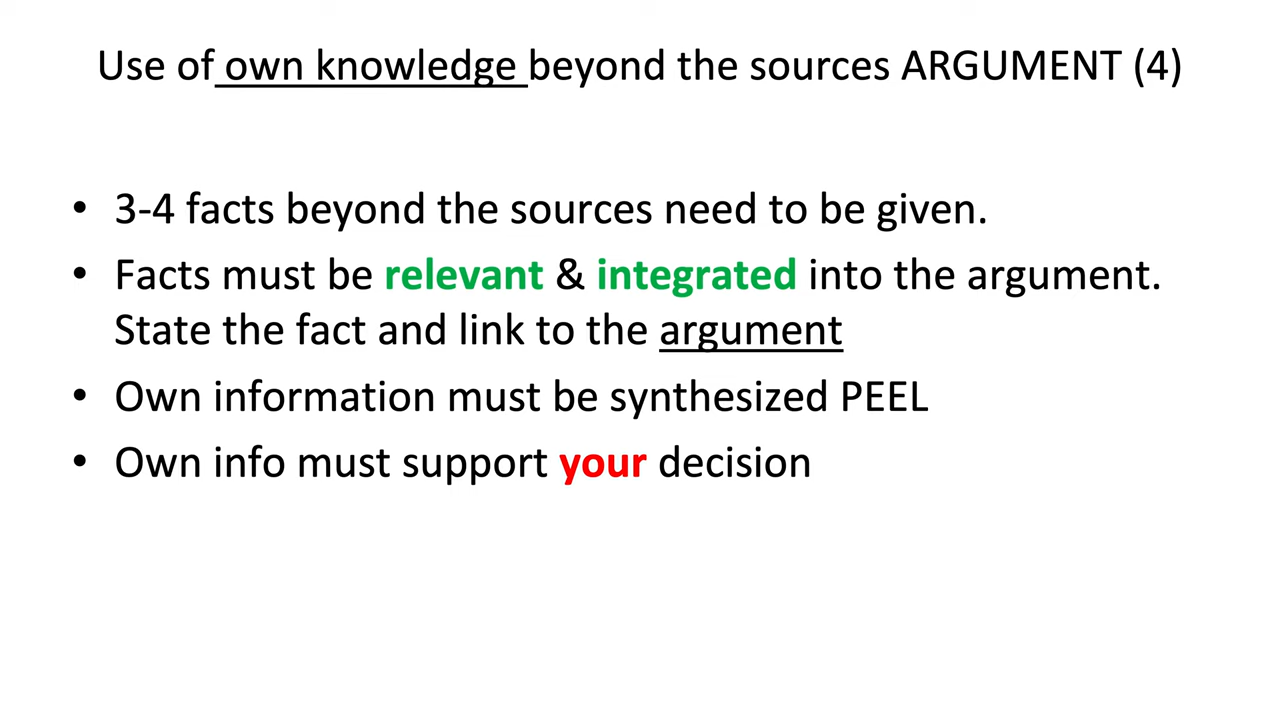 Use of own knowledge beyond the sources ARGUMENT (4)
• 3-4 facts beyond the sources need to be given.
• Facts must be relevant & integrated into the argument.
State the fact and link to the argument
• Own information must be synthesized PEEL
• Own info must support your decision